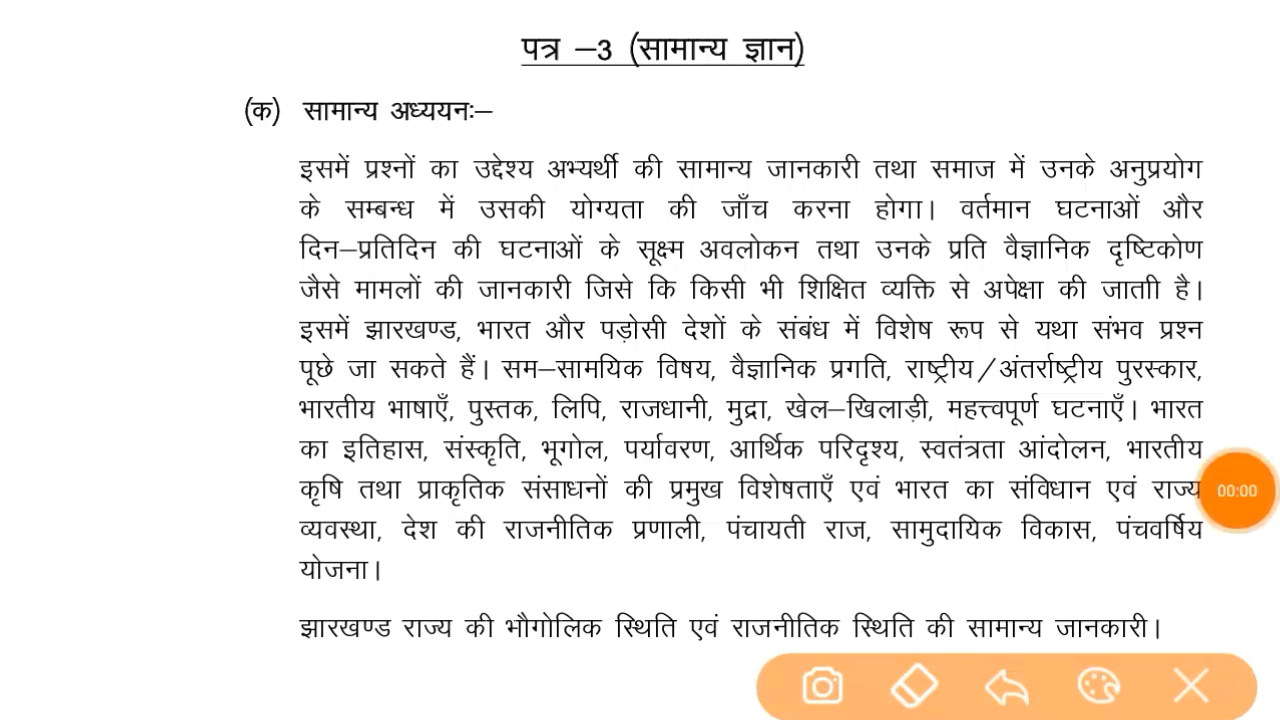 पत्र –3 (सामान्य ज्ञान)
(क) सामान्य अध्ययनः–
इसमें प्रश्नों का उद्देश्य अभ्यर्थी की सामान्य जानकारी तथा समाज में उनके अनुप्रयोग
के सम्बन्ध में उसकी योग्यता की जाँच करना होगा। वर्तमान घटनाओं और
दिन–प्रतिदिन की घटनाओं के सूक्ष्म अवलोकन तथा उनके प्रति वैज्ञानिक दृष्टिकोण
जैसे मामलों की जानकारी जिसे कि किसी भी शिक्षित व्यक्ति से अपेक्षा की जाताी है।
इसमें झारखण्ड, भारत और पड़ोसी देशों के संबंध में विशेष रूप से यथा संभव प्रश्न
पूछे जा सकते हैं। सम–सामयिक विषय, वैज्ञानिक प्रगति, राष्ट्रीय/अंतर्राष्ट्रीय पुरस्कार,
भारतीय भाषाएँ, पुस्तक, लिपि, राजधानी, मुद्रा, खेल–खिलाड़ी, महत्त्वपूर्ण घटनाएँ। भारत
का इतिहास, संस्कृति, भूगोल, पर्यावरण, आर्थिक परिदृश्य, स्वतंत्रता आंदोलन, भारतीय
कृषि तथा प्राकृतिक संसाधनों की प्रमुख विशेषताएँ एवं भारत का संविधान एवं राज्य
व्यवस्था, देश की राजनीतिक प्रणाली, पंचायती राज, सामुदायिक विकास, पंचवर्षिय
योजना।
झारखण्ड राज्य की भौगोलिक स्थिति एवं राजनीतिक स्थिति की सामान्य जानकारी।
00:00